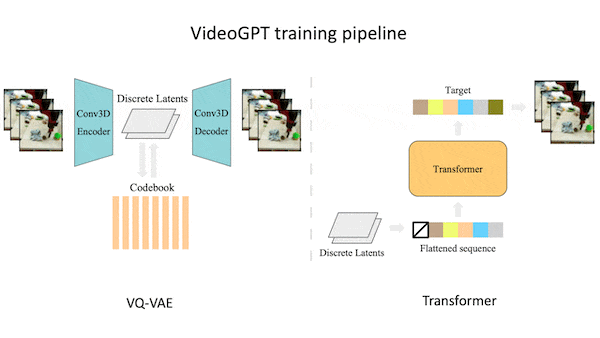 VideoGPT training pipeline
Conv3D
Encoder
Discrete Latents
Conv3D
Decoder
Codebook
VQ-VAE
Target
Transformer
Discrete Latents
Flattened sequence
Transformer